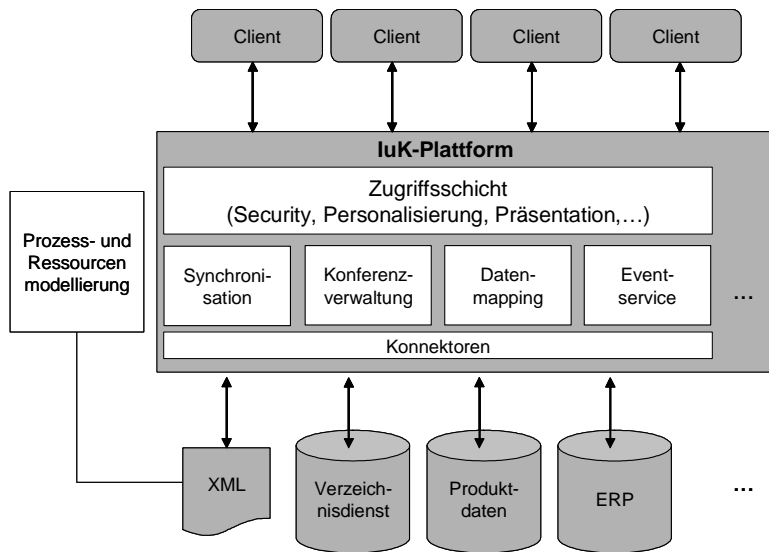 Client
Client
Client
Client
IuK-Plattform
Zugriffsschicht
(Security, Personalisierung, Präsentation,…)
Prozess- und
Ressourcen
modellierung
Synchroni-
sation
Konferenz-
verwaltung
Daten-
mapping
Event-
service
...
Konnektoren
XML
Verzeich-
nisdienst
Produkt-
daten
ERP
...